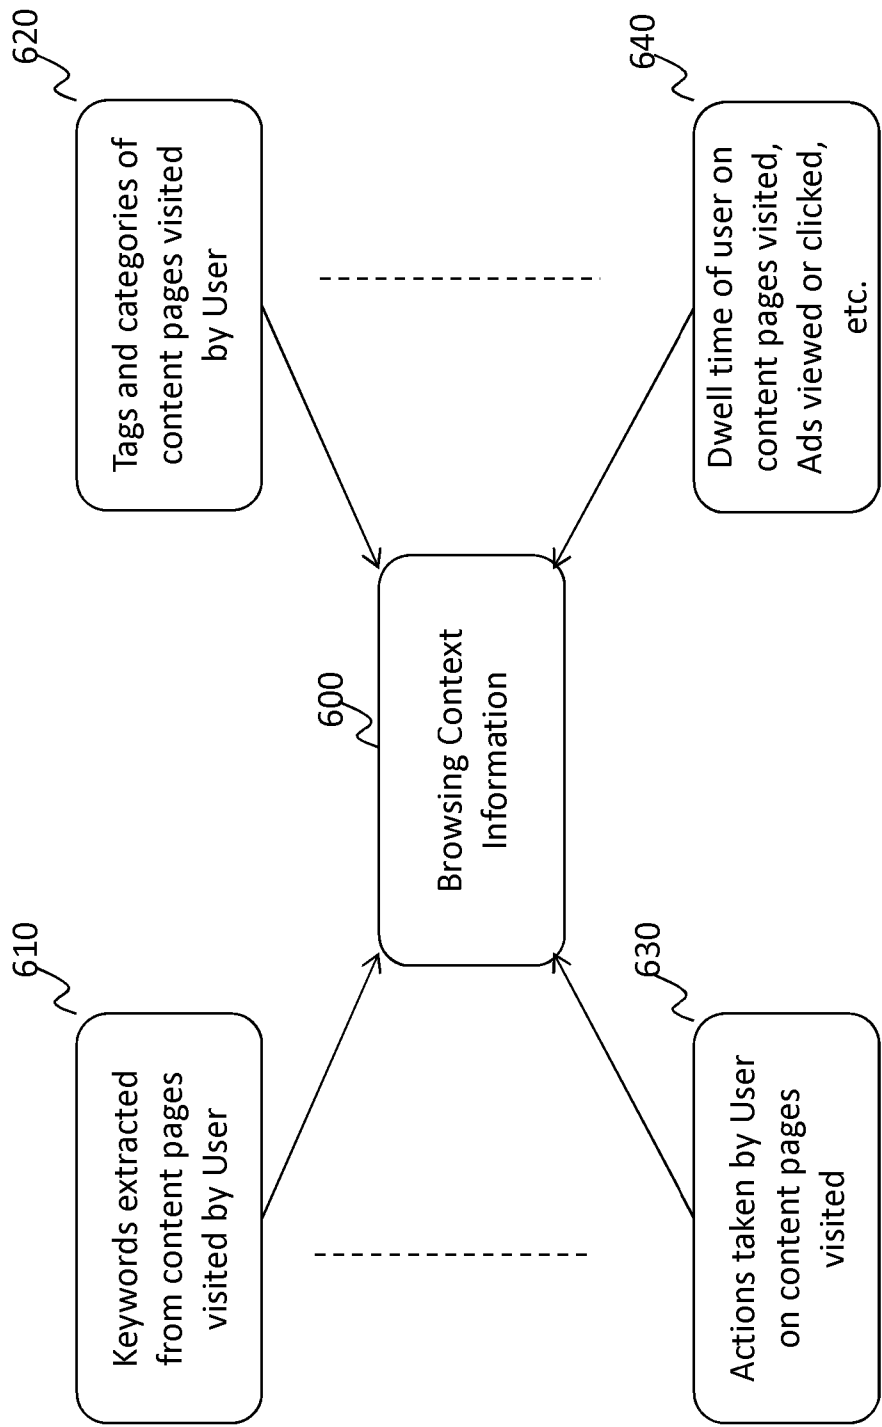 610
Keywords extracted
from content pages
visited by User
620
Tags and categories of
content pages visited
by User
600
Browsing Context
Information
630
Actions taken by User
on content pages
visited
640
Dwell time of user on
content pages visited,
Ads viewed or clicked,
etc.